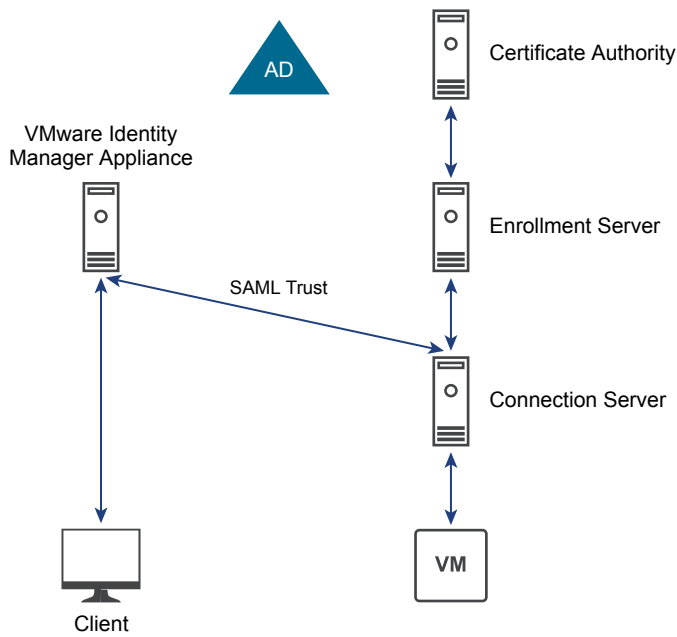 AD
Certificate Authority
VMware Identity
Manager Appliance
Enrollment Server
SAML Trust
Connection Server
VM
Client